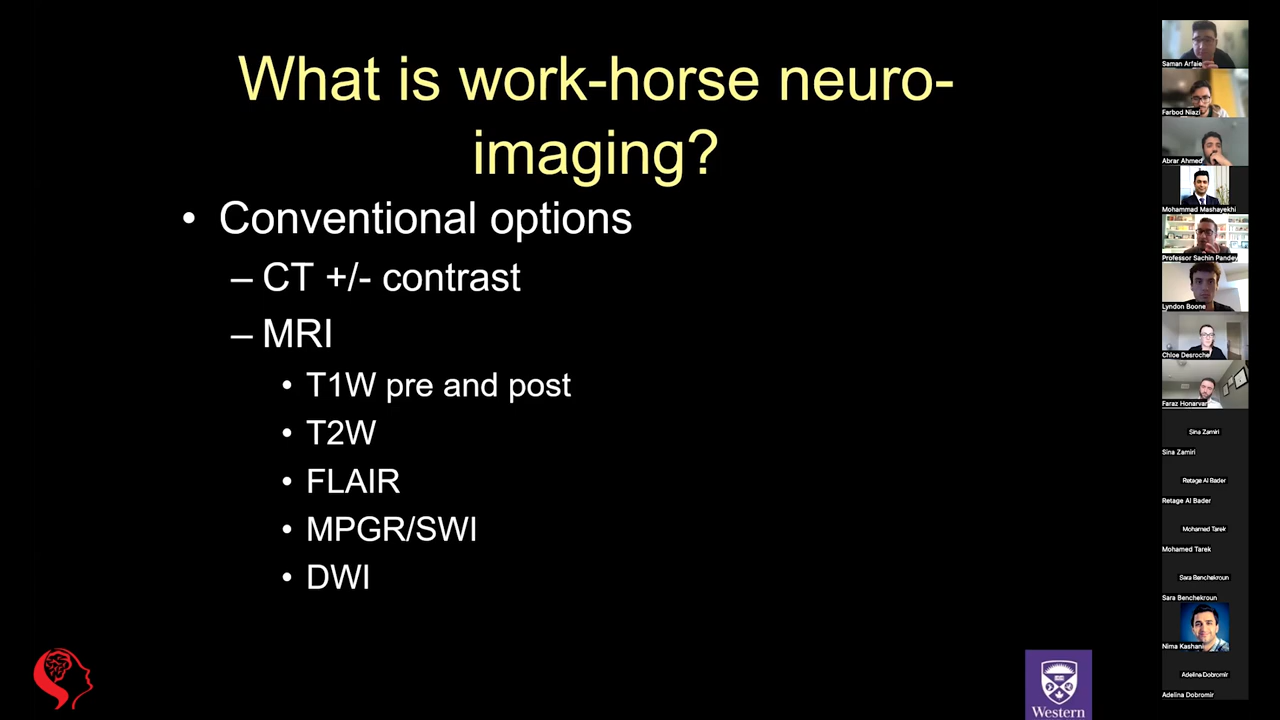 What is work-horse neuro-
imaging?
• Conventional options
– CT +/- contrast
– MRI
• T1W pre and post
• T2W
• FLAIR
• MPGR/SWI
• DWI
Western
Saman Arfaie
Farbod Niazi
Abrar Ahmed
Mohammad Mashayekhi
Professor Sachin Pandey
Lyndon Boone
Chloe Desroche
Faraz Honarvar
Sina Zamiri
Sina Zamiri
Retage Al Bader
Retage Al Bader
Mohamed Tarek
Mohamed Tarek
Sara Benchekroun
Sara Benchekroun
Nima Kashani
Adelina Dobromir
Adelina Dobromir